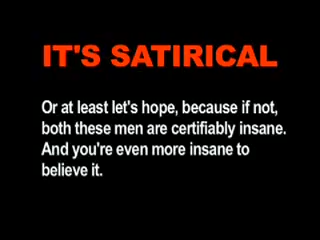 IT'S SATIRICAL
Or at least let's hope, because if not,
both these men are certifiably insane.
And you're even more insane to
believe it.